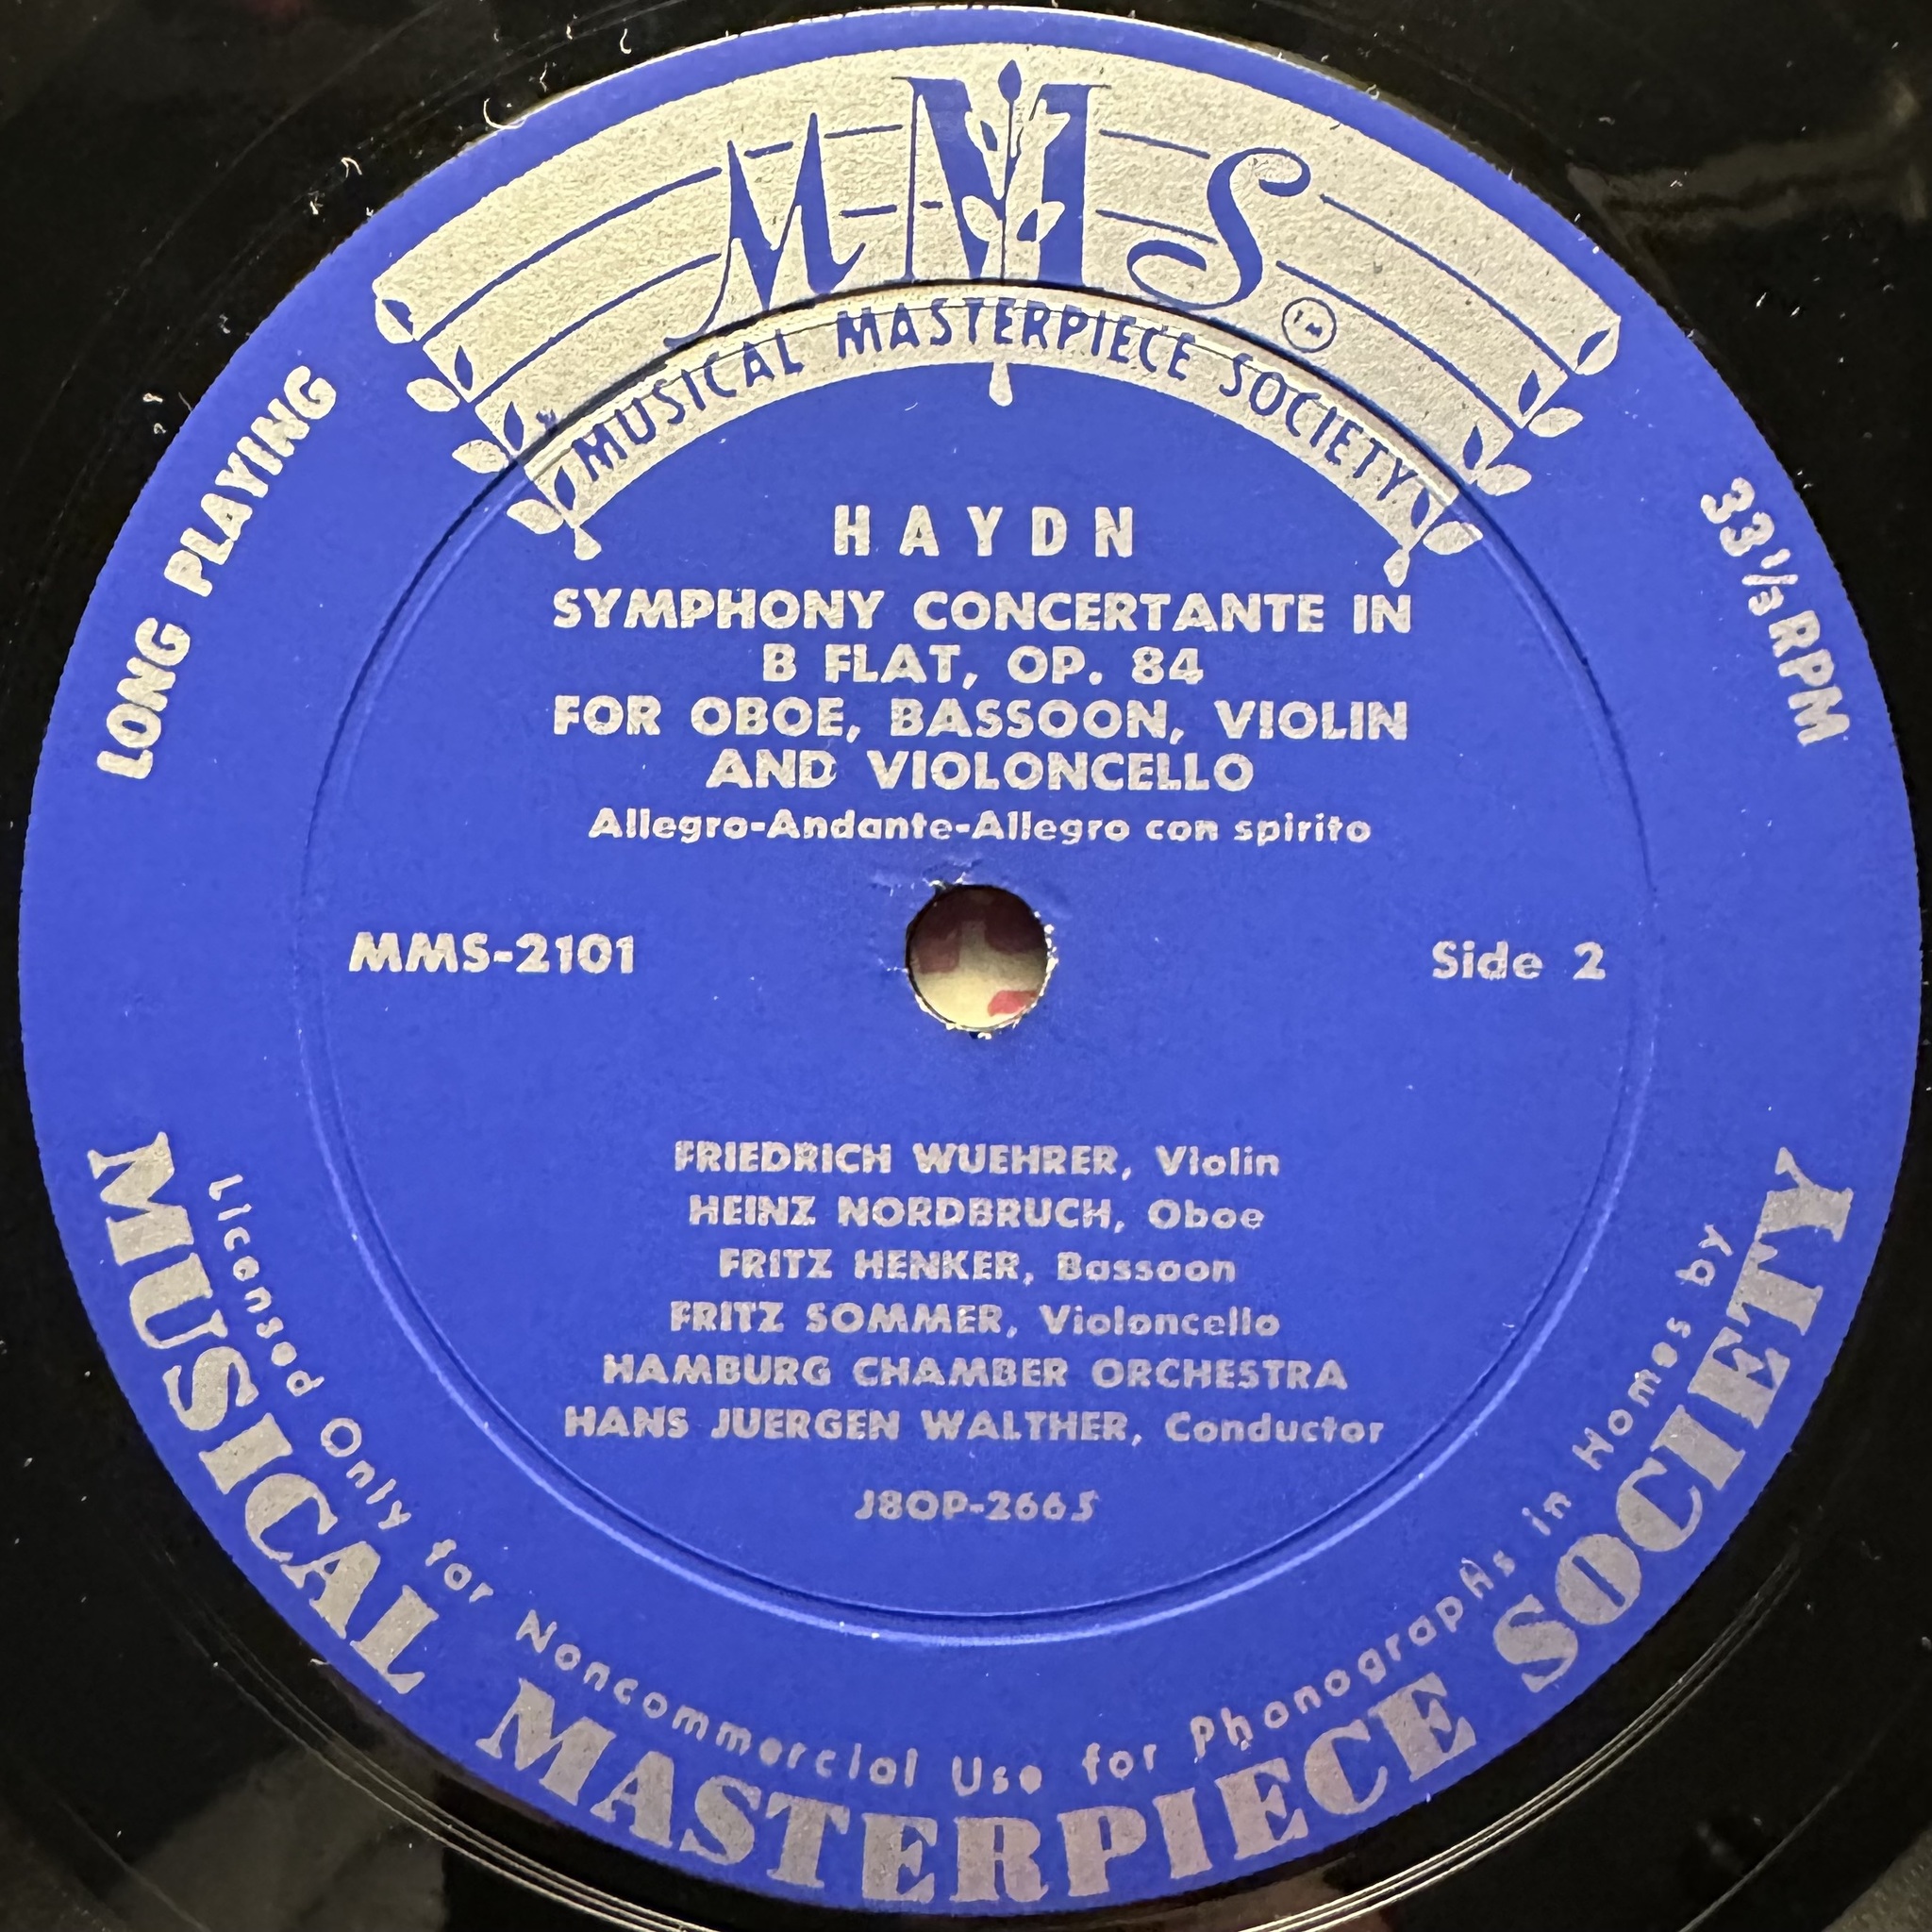 MMS TM
MUSICAL MASTERPIECE SOCIETY
LONG PLAYING
33⅓ RPM
HAYDN
SYMPHONY CONCERTANTE IN
B FLAT, OP. 84
FOR OBOE, BASSOON, VIOLIN
AND VIOLONCELLO
Allegro-Andante-Allegro con spirito
MMS-2101
Side 2
FRIEDRICH WUEHRER, Violin
HEINZ NORDBRUCH, Oboe
FRITZ HENKER, Bassoon
FRITZ SOMMER, Violoncello
HAMBURG CHAMBER ORCHESTRA
HANS JUERGEN WALTHER, Conductor
J8OP-2665
Licensed Only for Noncommercial Use for Phonographs in Homes by
MUSICAL MASTERPIECE SOCIETY